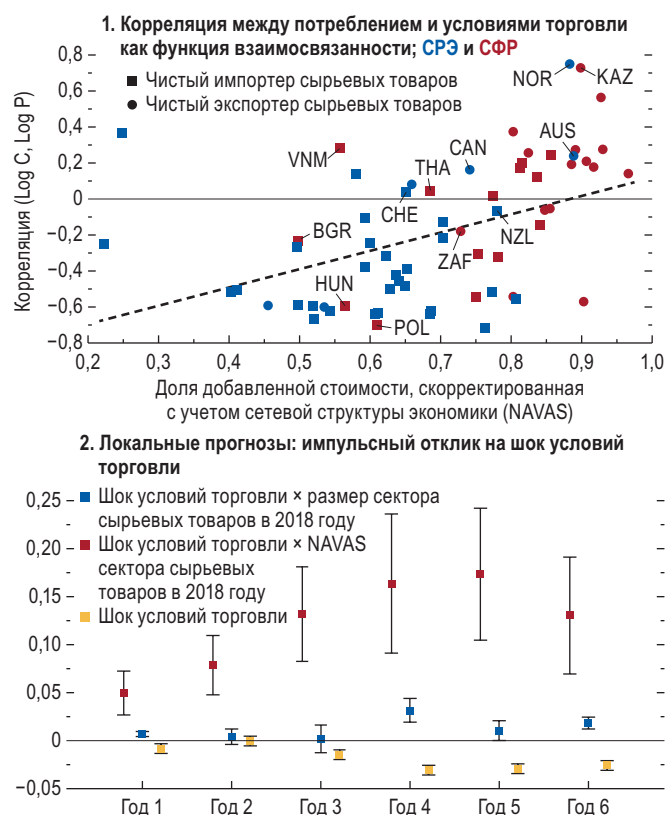 1. Корреляция между потреблением и условиями торговли
как функция взаимосвязанности; СРЭ и СФР
Корреляция (Log C, Log P)
0,8
0,6
0,4
0,2
0
–0,2
–0,4
–0,6
–0,8
Чистый импортер сырьевых товаров
Чистый экспортер сырьевых товаров
NOR
KAZ
VNM
CAN
AUS
THA
CHE
BGR
NZL
ZAF
HUN
POL
0,2 0,3 0,4 0,5 0,6 0,7 0,8 0,9 1,0
Доля добавленной стоимости, скорректированная
с учетом сетевой структуры экономики (NAVAS)
2. Локальные прогнозы: импульсный отклик на шок условий
торговли
0,25
0,20
0,15
0,10
0,05
0
–0,05
Шок условий торговли × размер сектора
сырьевых товаров в 2018 году
Шок условий торговли × NAVAS
сектора сырьевых
товаров в 2018 году
Шок условий торговли
Год 1 Год 2 Год 3 Год 4 Год 5 Год 6